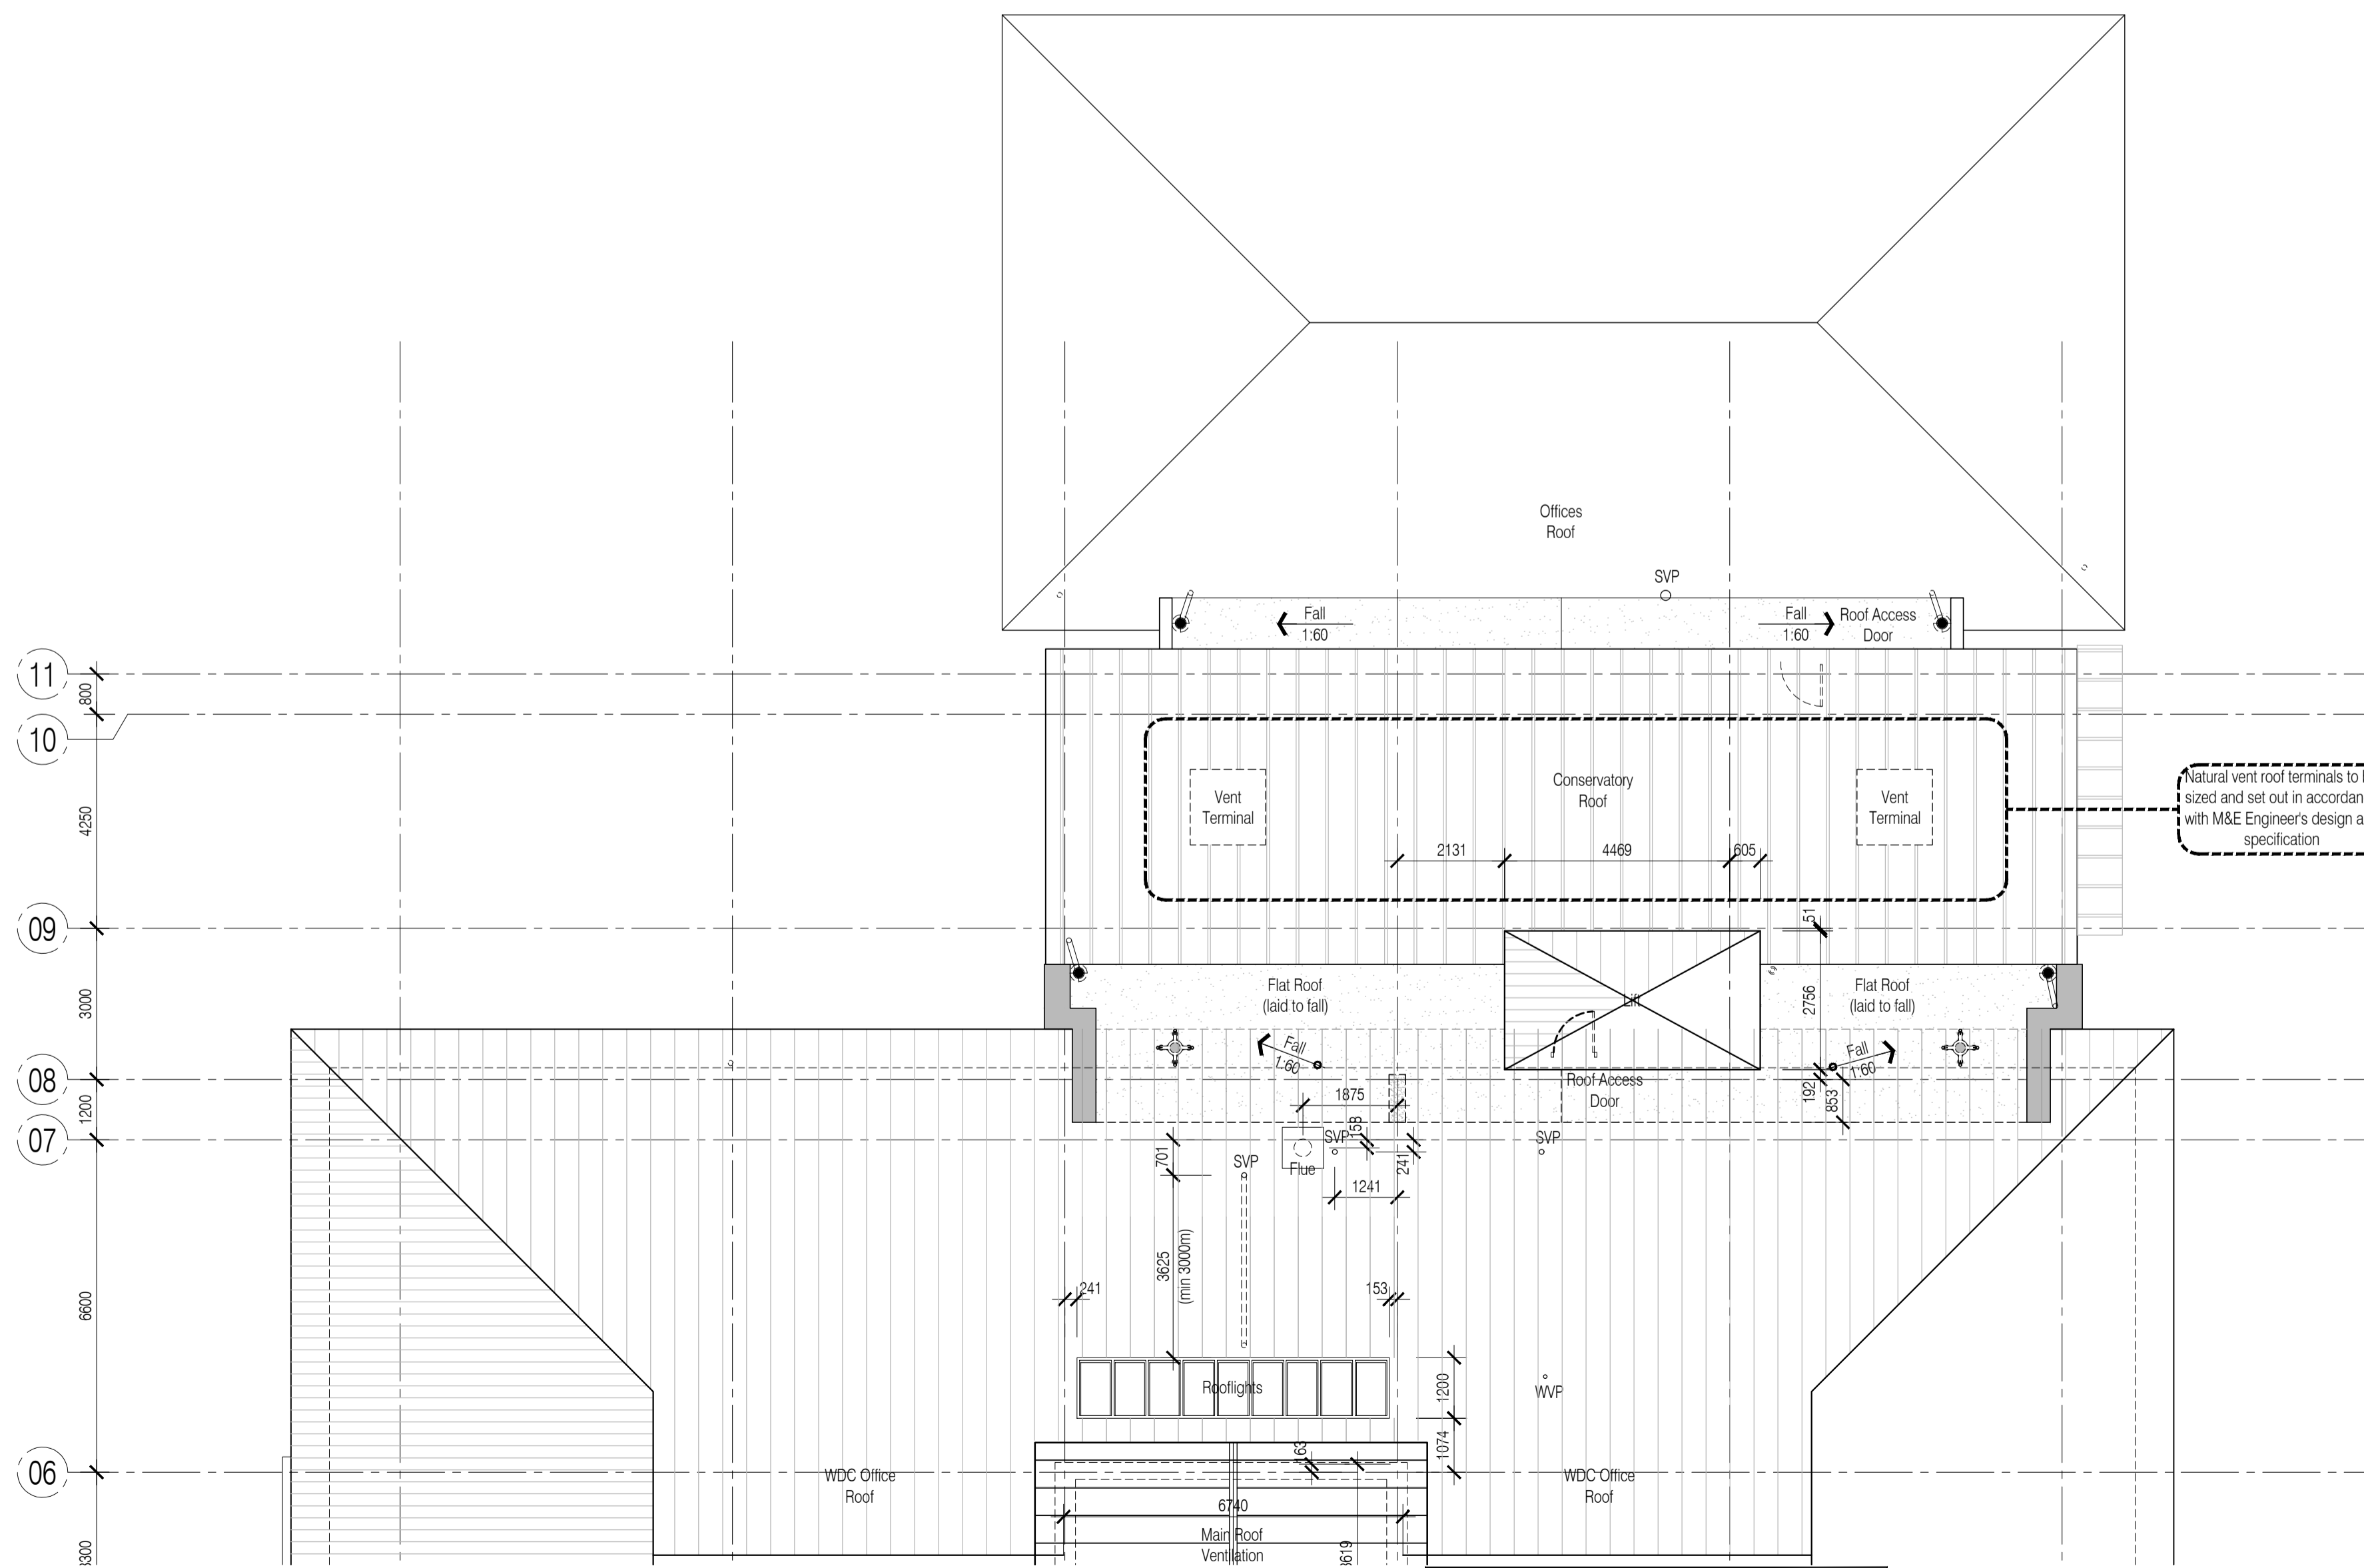 Offices
Roof
SVP
Fall
1:60
Fall
1:60
Roof Access
Door
11
800
10
4250
Vent
Terminal
Conservatory
Roof
Vent
Terminal
Natural vent roof terminals to
sized and set out in
with M&E Engineer's design
specification
2131
4469
605
09
51
3000
Flat Roof
(laid to fall)
Lift
2756
Flat Roof
(laid to fall)
Fall
1:60
Fall
1:60
08
Roof Access
Door
192
853
1200
1875
07
SVP
158
SVP
701
SVP
Flue
241
1241
3625
(min 3000m)
241
153
6600
Rooflights
1200
WVP
1074
163
06
WDC Office
Roof
WDC Office
Roof
6740
Main Roof
Ventilation